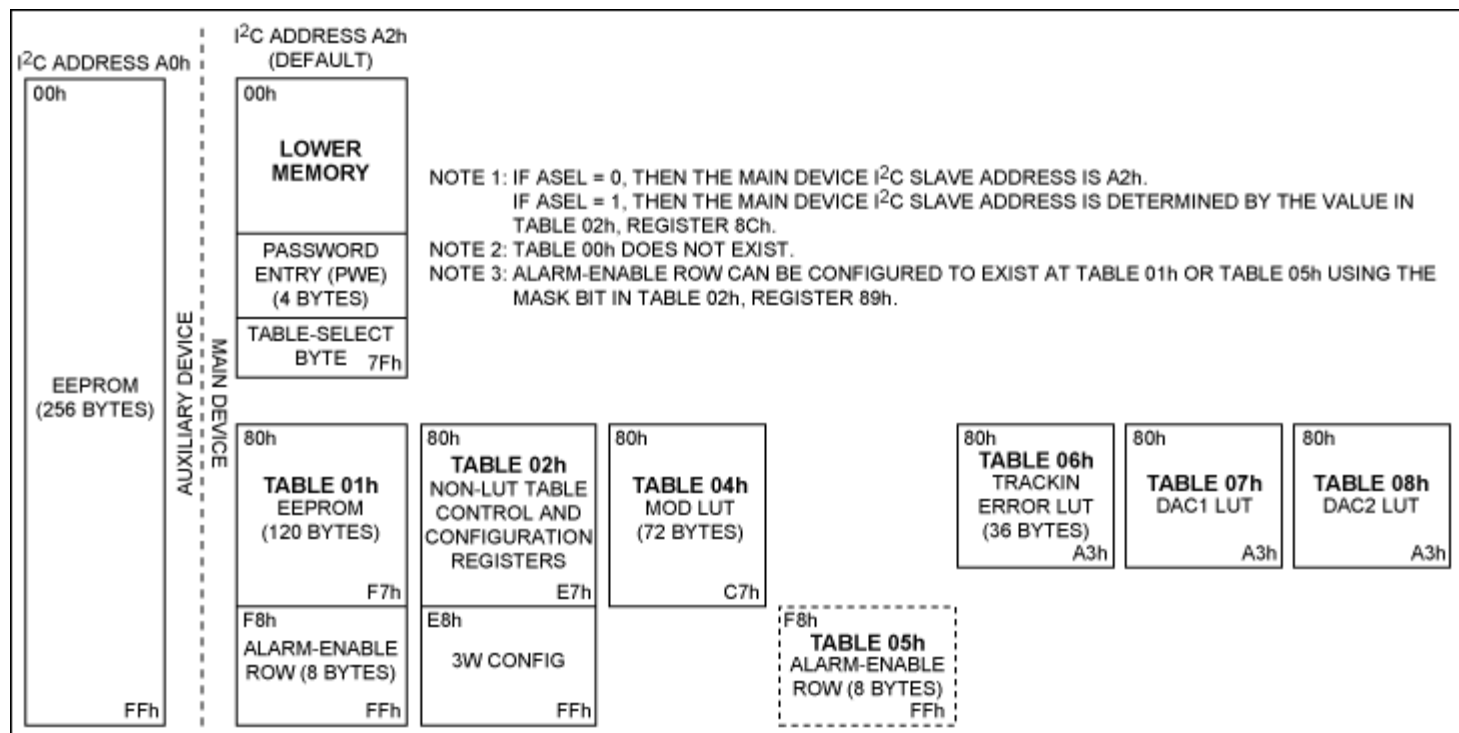 I²C ADDRESS A0h
00h
EEPROM
(256 BYTES)
FFh
AUXILIARY DEVICE
MAIN DEVICE
I²C ADDRESS A2h
(DEFAULT)
00h
LOWER
MEMORY
PASSWORD
ENTRY (PWE)
(4 BYTES)
TABLE-SELECT
BYTE 7Fh
NOTE 1: IF ASEL = 0, THEN THE MAIN DEVICE I²C SLAVE ADDRESS IS A2h.
IF ASEL = 1, THEN THE MAIN DEVICE I²C SLAVE ADDRESS IS DETERMINED BY THE VALUE IN
TABLE 02h, REGISTER 8Ch.
NOTE 2: TABLE 00h DOES NOT EXIST.
NOTE 3: ALARM-ENABLE ROW CAN BE CONFIGURED TO EXIST AT TABLE 01h OR TABLE 05h USING THE
MASK BIT IN TABLE 02h, REGISTER 89h.
80h
TABLE 01h
EEPROM
(120 BYTES)
F7h
F8h
ALARM-ENABLE
ROW (8 BYTES)
FFh
80h
TABLE 02h
NON-LUT TABLE
CONTROL AND
CONFIGURATION
REGISTERS
E7h
E8h
3W CONFIG
FFh
80h
TABLE 04h
MOD LUT
(72 BYTES)
C7h
F8h
TABLE 05h
ALARM-ENABLE
ROW (8 BYTES)
FFh
80h
TABLE 06h
TRACKIN
ERROR LUT
(36 BYTES)
A3h
80h
TABLE 07h
DAC1 LUT
A3h
80h
TABLE 08h
DAC2 LUT
A3h